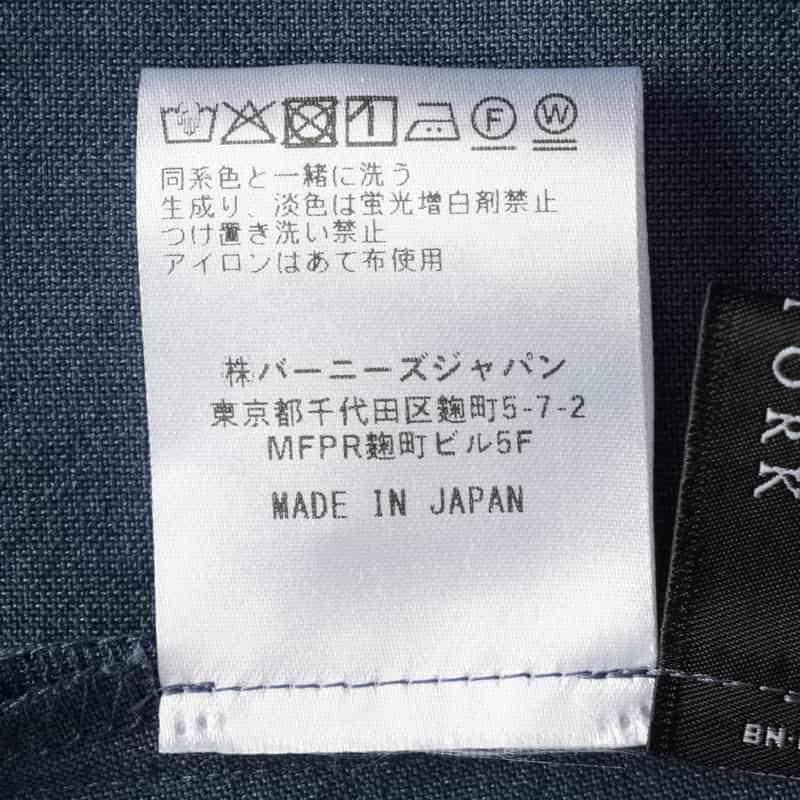 F W
同系色と一緒に洗う
生成り、淡色は蛍光増白剤禁止
つけ置き洗い禁止
アイロンはあて布使用
株バーニーズジャパン
東京都千代田区麹町5-7-2
MFPR麹町ビル5F
MADE IN JAPAN
YORK
BN-